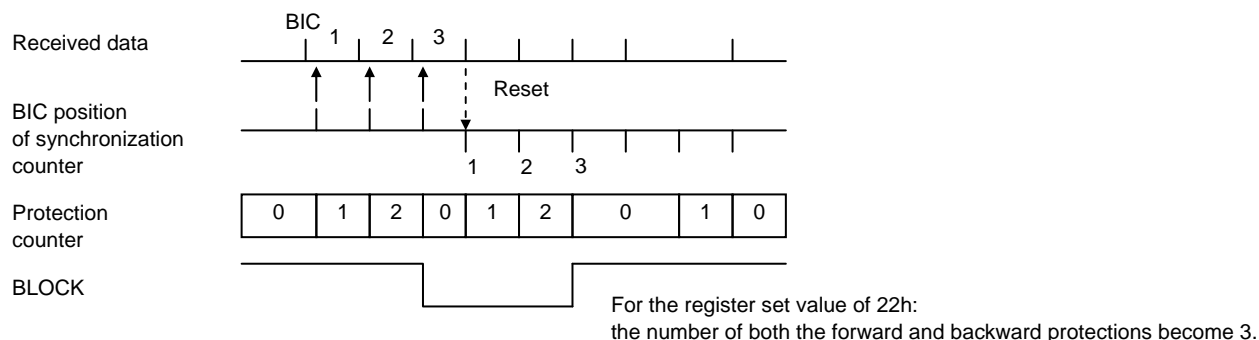 BIC
Received data 1 2 3
Reset
BIC position
of synchronization
counter
1 2 3
Protection
counter
0 1 2 0 1 2 0 1 0
BLOCK
For the register set value of 22h:
the number of both the forward and backward protections become 3.